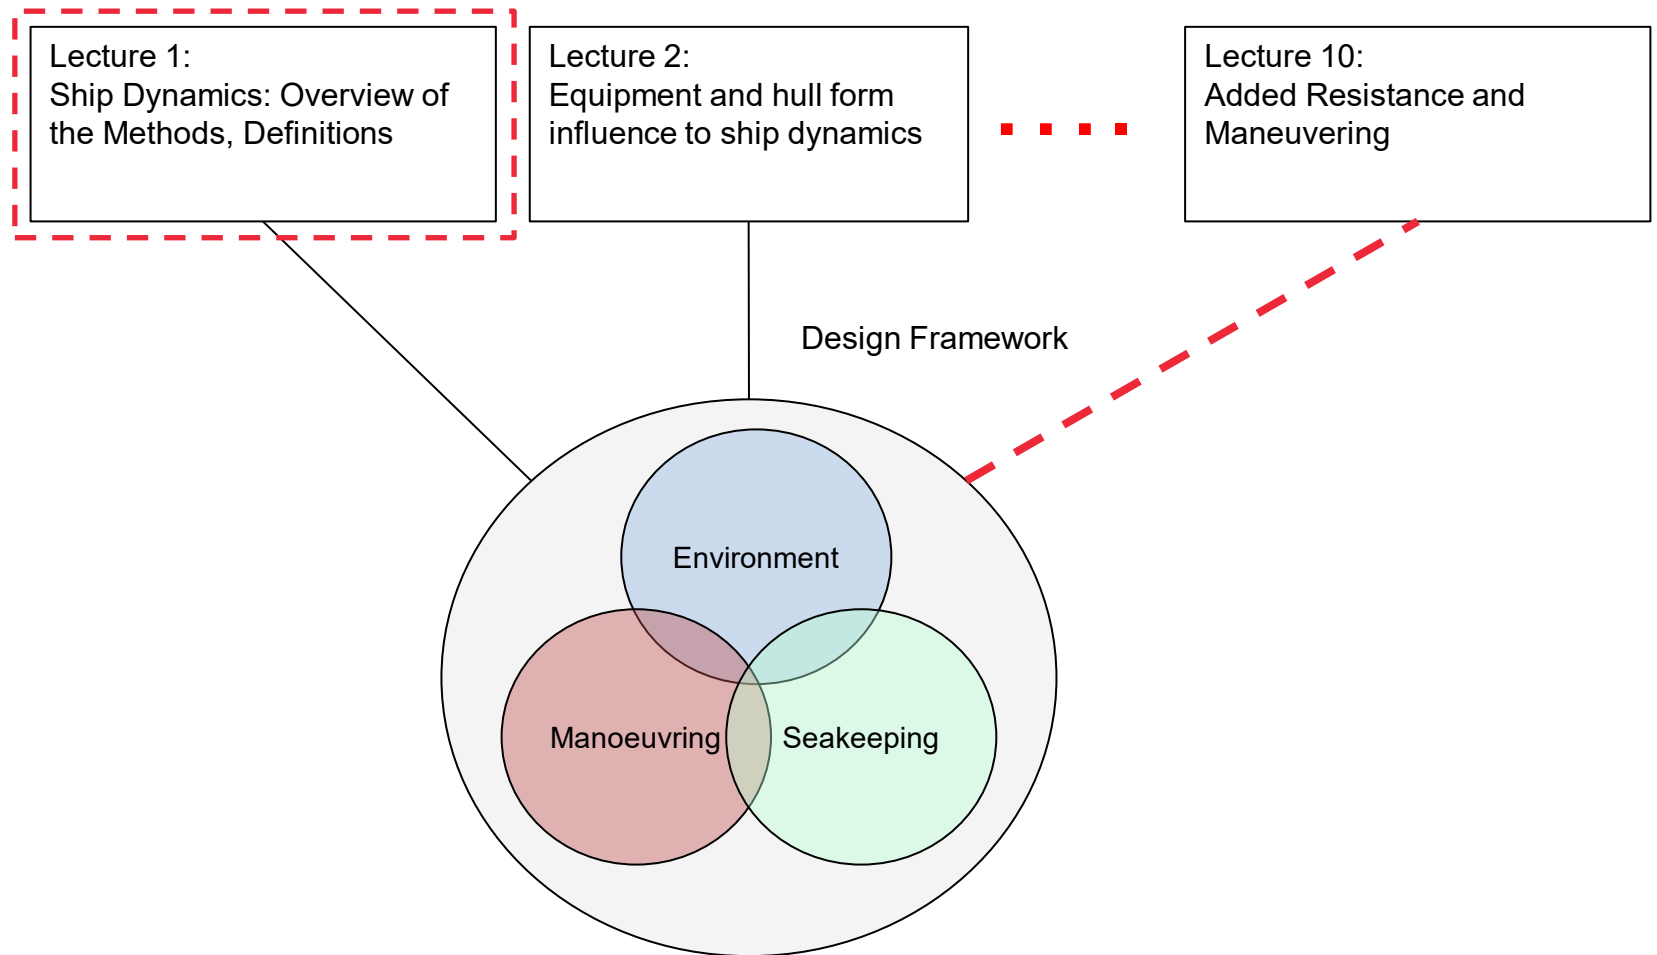 Lecture 1:
Ship Dynamics: Overview of
the Methods, Definitions
Lecture 2:
Equipment and hull form
influence to ship dynamics
Lecture 10:
Added Resistance and
Maneuvering
Design Framework
Environment
Manoeuvring
Seakeeping